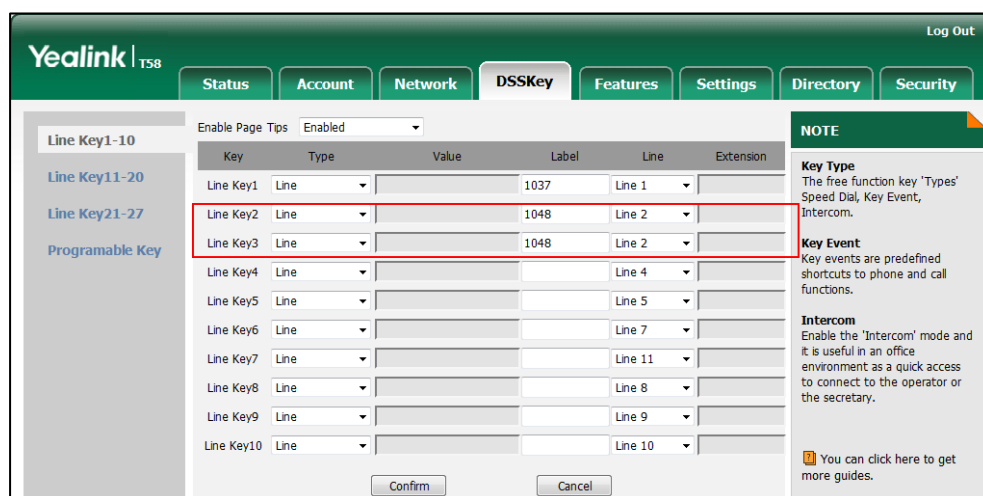 Log Out
Yealink T58
Status Account Network DSSKey Features Settings Directory Security
Line Key1-10
Line Key11-20
Line Key21-27
Programable Key
Enable Page Tips Enabled
Key Type Value Label Line Extension
Line Key1 Line 1037 Line 1
Line Key2 Line 1048 Line 2
Line Key3 Line 1048 Line 2
Line Key4 Line Line 4
Line Key5 Line Line 5
Line Key6 Line Line 7
Line Key7 Line Line 11
Line Key8 Line Line 8
Line Key9 Line Line 9
Line Key10 Line Line 10
Confirm Cancel
NOTE
Key Type
The free function key 'Types'
Speed Dial, Key Event,
Intercom.
Key Event
Key events are predefined
shortcuts to phone and call
functions.
Intercom
Enable the 'Intercom' mode and
it is useful in an office
environment as a quick access
to connect to the operator or
the secretary.
? You can click here to get
more guides.